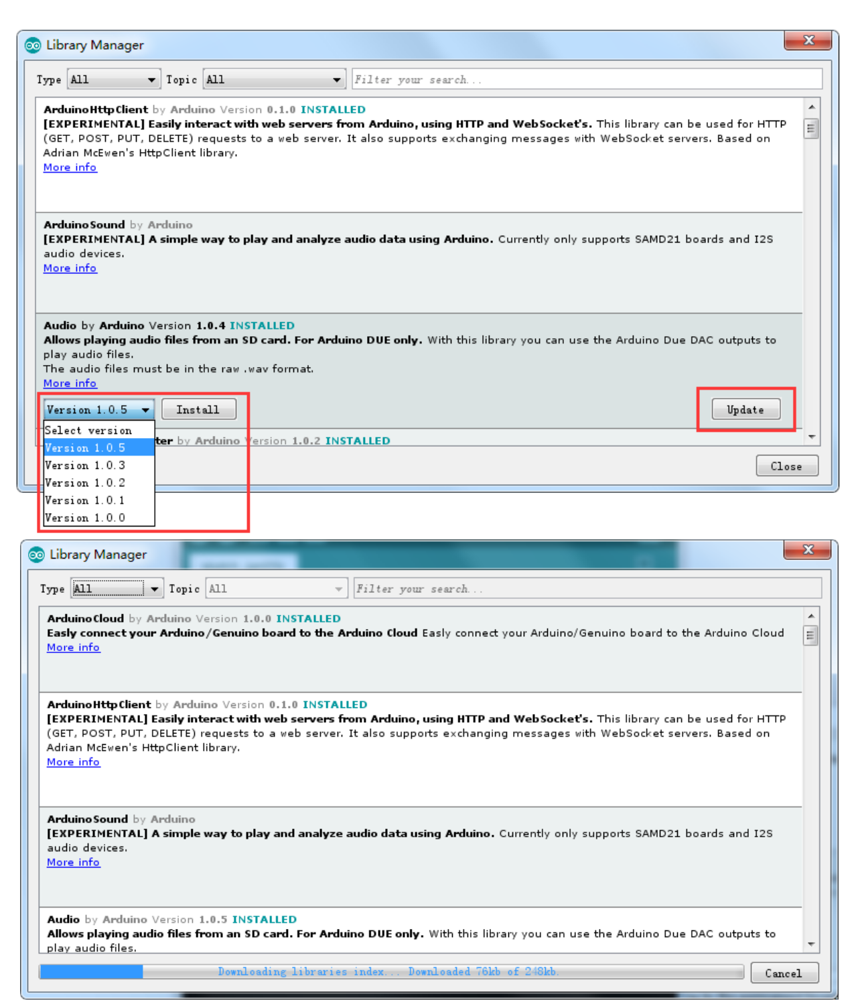 Library Manager
Type All Topic All Filter your search...
ArduinoHttpClient by Arduino Version 0.1.0 INSTALLED
[EXPERIMENTAL] Easily interact with web servers from Arduino, using HTTP and WebSocket's. This library can be used for HTTP
(GET, POST, PUT, DELETE) requests to a web server. It also supports exchanging messages with WebSocket servers. Based on
Adrian McEwen's HttpClient library.
More info
ArduinoSound by Arduino
[EXPERIMENTAL] A simple way to play and analyze audio data using Arduino. Currently only supports SAMD21 boards and I2S
audio devices.
More info
Audio by Arduino Version 1.0.4 INSTALLED
Allows playing audio files from an SD card. For Arduino DUE only. With this library you can use the Arduino Due DAC outputs to
play audio files.
The audio files must be in the raw .wav format.
More info
Version 1.0.5 Install Update
Select version
ter by Arduino Version 1.0.2 INSTALLED
Version 1.0.5
Version 1.0.3
Close
Version 1.0.2
Version 1.0.1
Version 1.0.0
Library Manager
Type All Topic All Filter your search...
ArduinoCloud by Arduino Version 1.0.0 INSTALLED
Easly connect your Arduino/Genuino board to the Arduino Cloud Easly connect your Arduino/Genuino board to the Arduino Cloud
More info
ArduinoHttpClient by Arduino Version 0.1.0 INSTALLED
[EXPERIMENTAL] Easily interact with web servers from Arduino, using HTTP and WebSocket's. This library can be used for HTTP
(GET, POST, PUT, DELETE) requests to a web server. It also supports exchanging messages with WebSocket servers. Based on
Adrian McEwen's HttpClient library.
More info
ArduinoSound by Arduino
[EXPERIMENTAL] A simple way to play and analyze audio data using Arduino. Currently only supports SAMD21 boards and I2S
audio devices.
More info
Audio by Arduino Version 1.0.5 INSTALLED
Allows playing audio files from an SD card. For Arduino DUE only. With this library you can use the Arduino Due DAC outputs to
play audio files.
Downloading libraries index... Downloaded 76kb of 248kb. Cancel